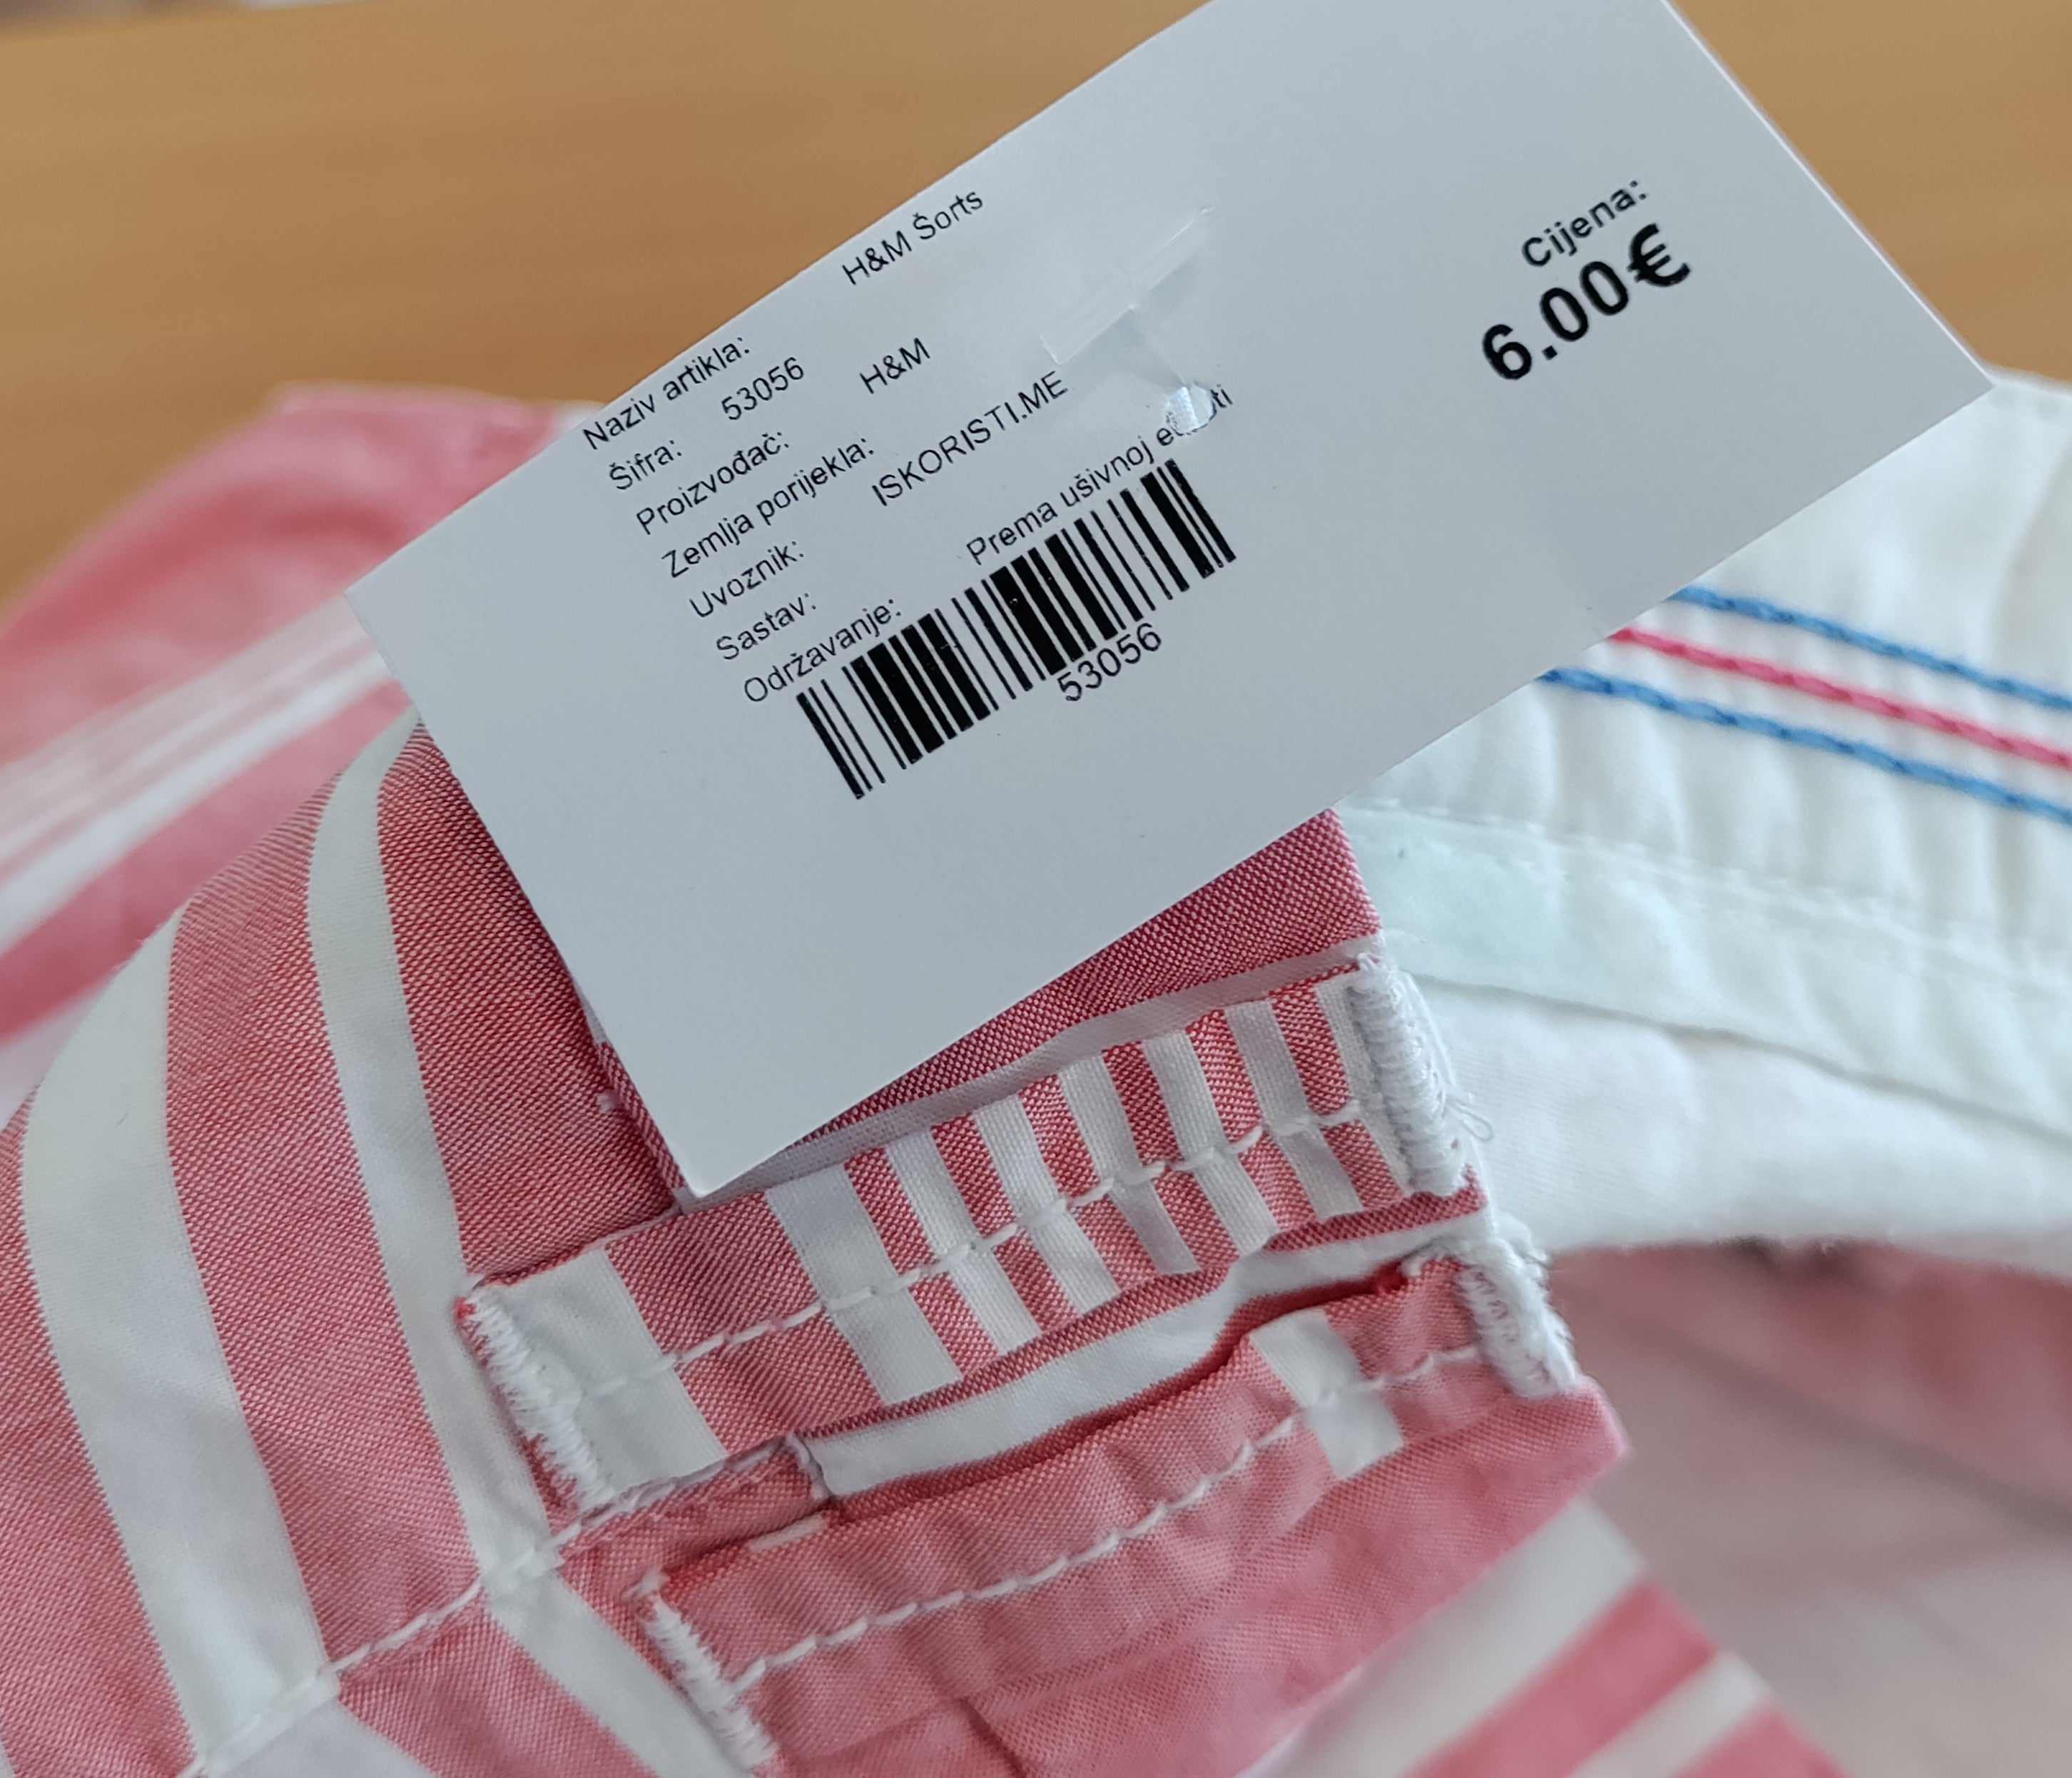 Naziv artikla: H&M Šorts
Šifra: 53056
Proizvođač: H&M
Zemlja porijekla:
Uvoznik: ISKORISTI.ME
Sastav:
Održavanje: Prema ušivnoj
53056
Cijena:
6.00€